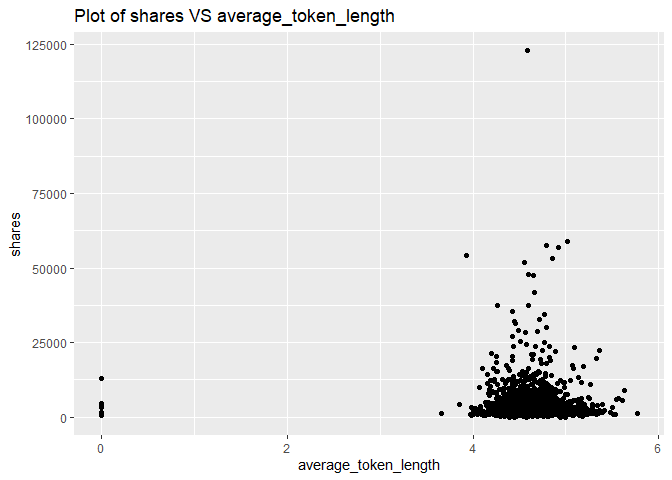 Plot of shares VS average_token_length
125000
100000
75000
50000
25000
0
shares
0 2 4 6
average_token_length